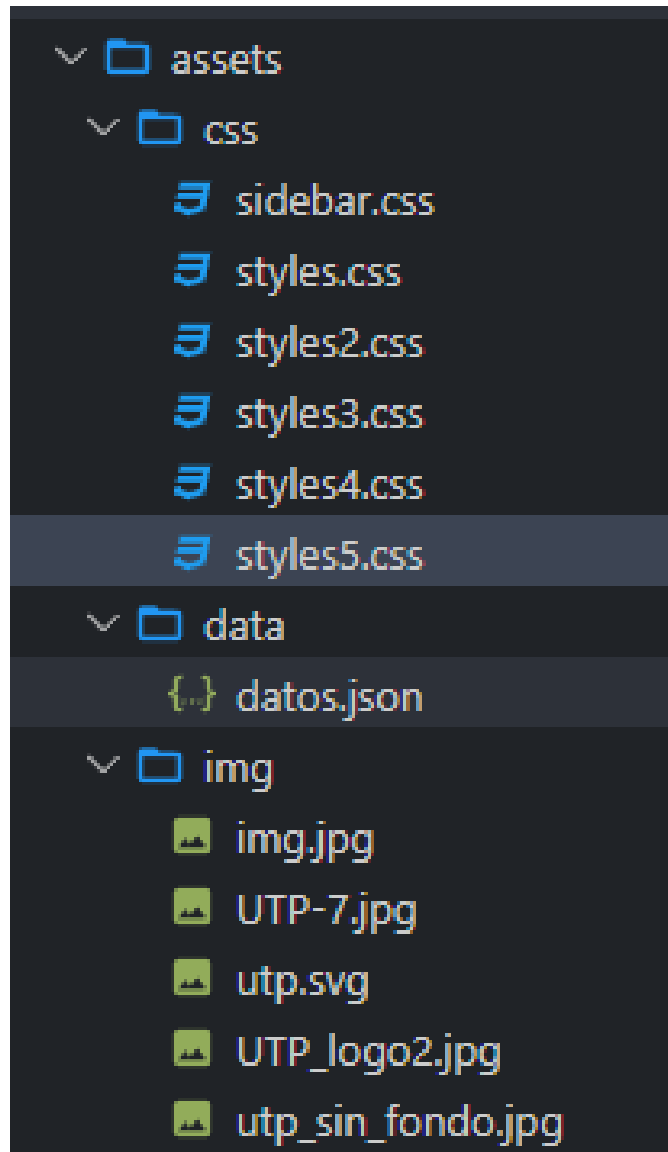 assets
css
sidebar.css
styles.css
styles2.css
styles3.css
styles4.css
styles5.css
data
datos.json
img
img.jpg
UTP-7.jpg
utp.svg
UTP_logo2.jpg
utp_sin_fondo.jpg